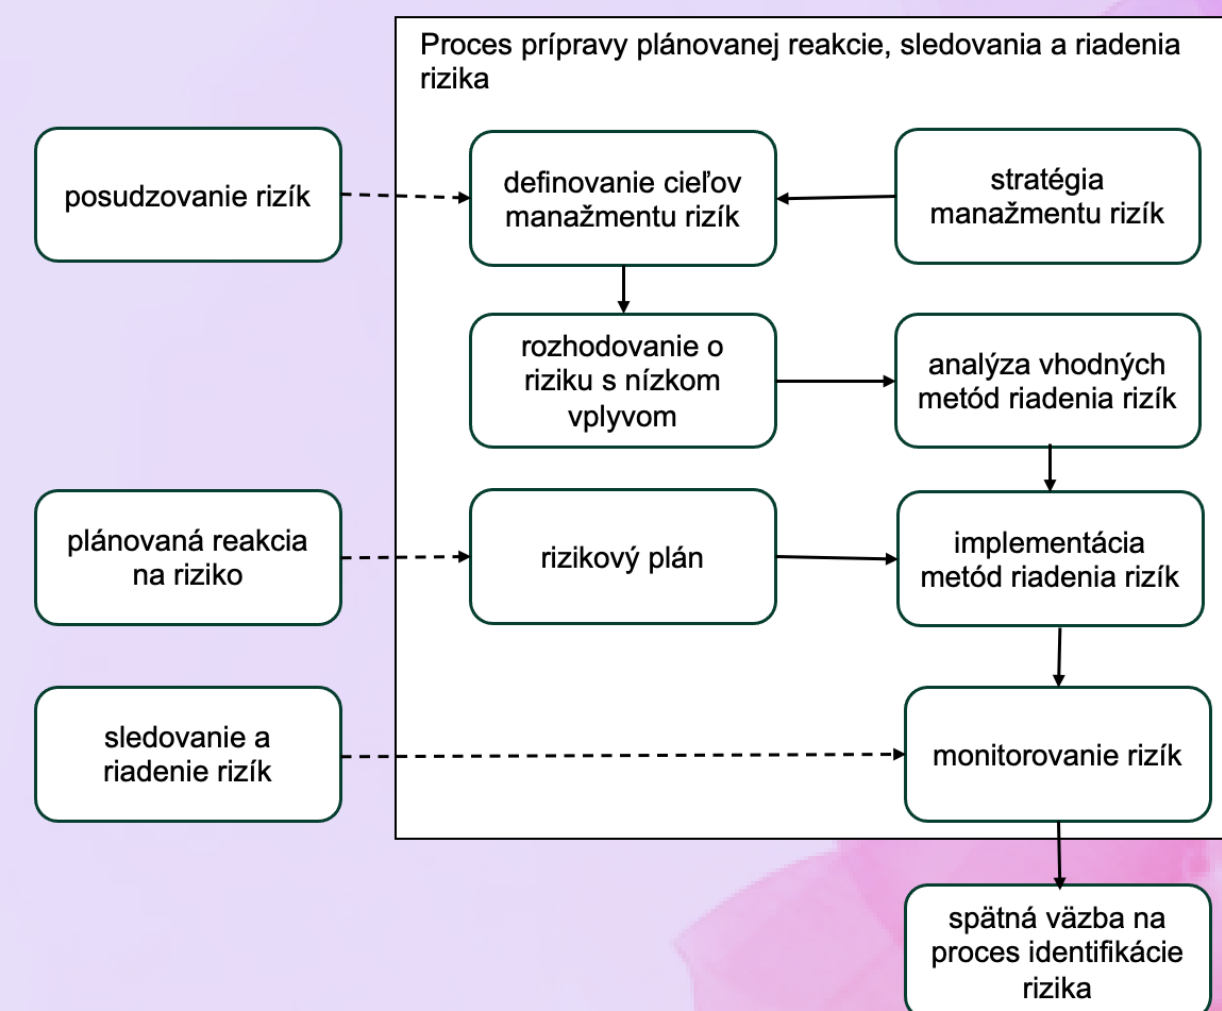 Proces prípravy plánovanej reakcie, sledovania a riadenia
rizika
posudzovanie rizík
definovanie cieľov
manažmentu rizík
stratégia
manažmentu rizík
rozhodovanie o
riziku s nízkom
vplyvom
analýza vhodných
metód riadenia rizík
plánovaná reakcia
na riziko
rizikový plán
implementácia
metód riadenia rizík
sledovanie a
riadenie rizík
monitorovanie rizík
spätná väzba na
proces identifikácie
rizika